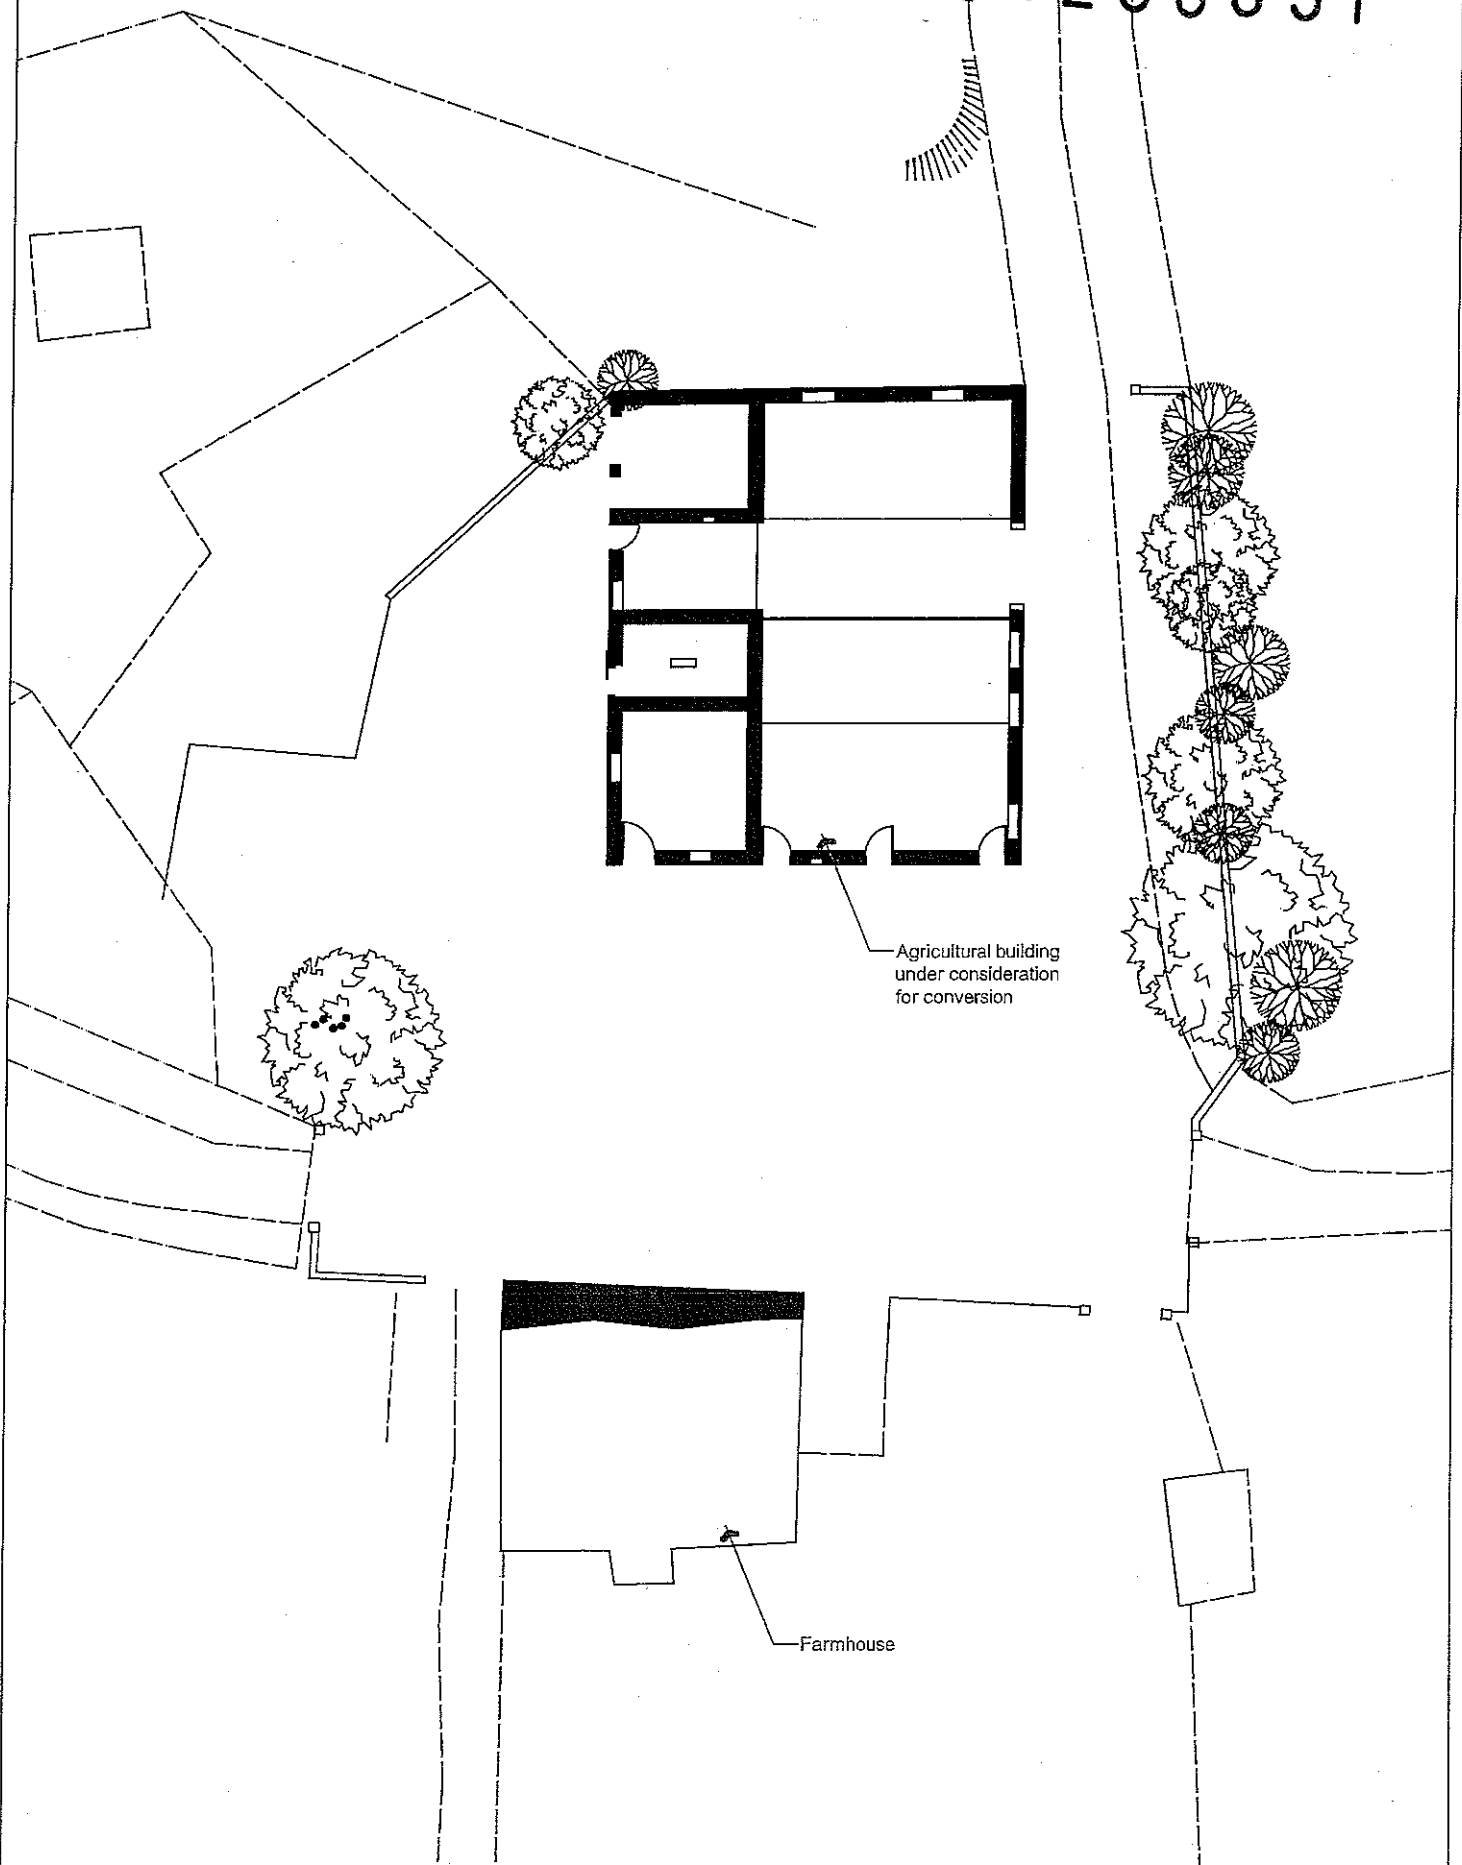 Agricultural building
under consideration
for conversion
Farmhouse